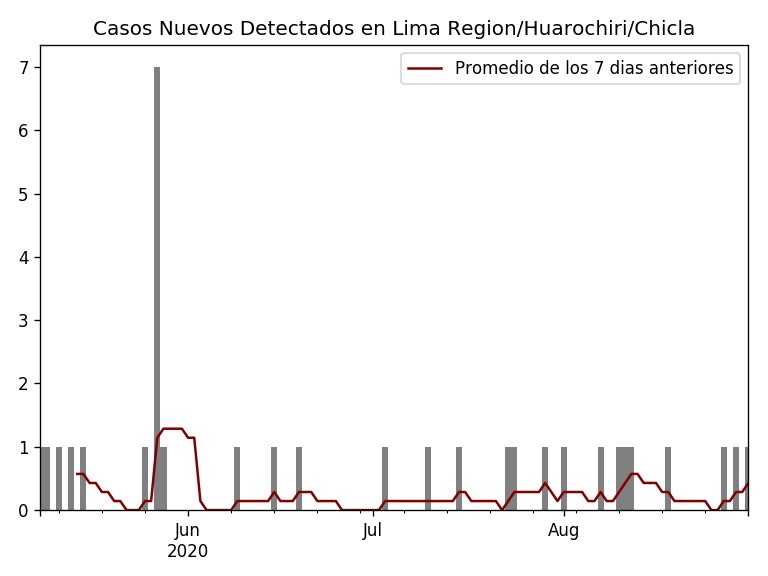 Casos Nuevos Detectados en Lima Region/Huarochiri/Chicla
Promedio de los 7 dias anteriores
7
6
5
4
3
2
1
0
Jun
2020
Jul
Aug